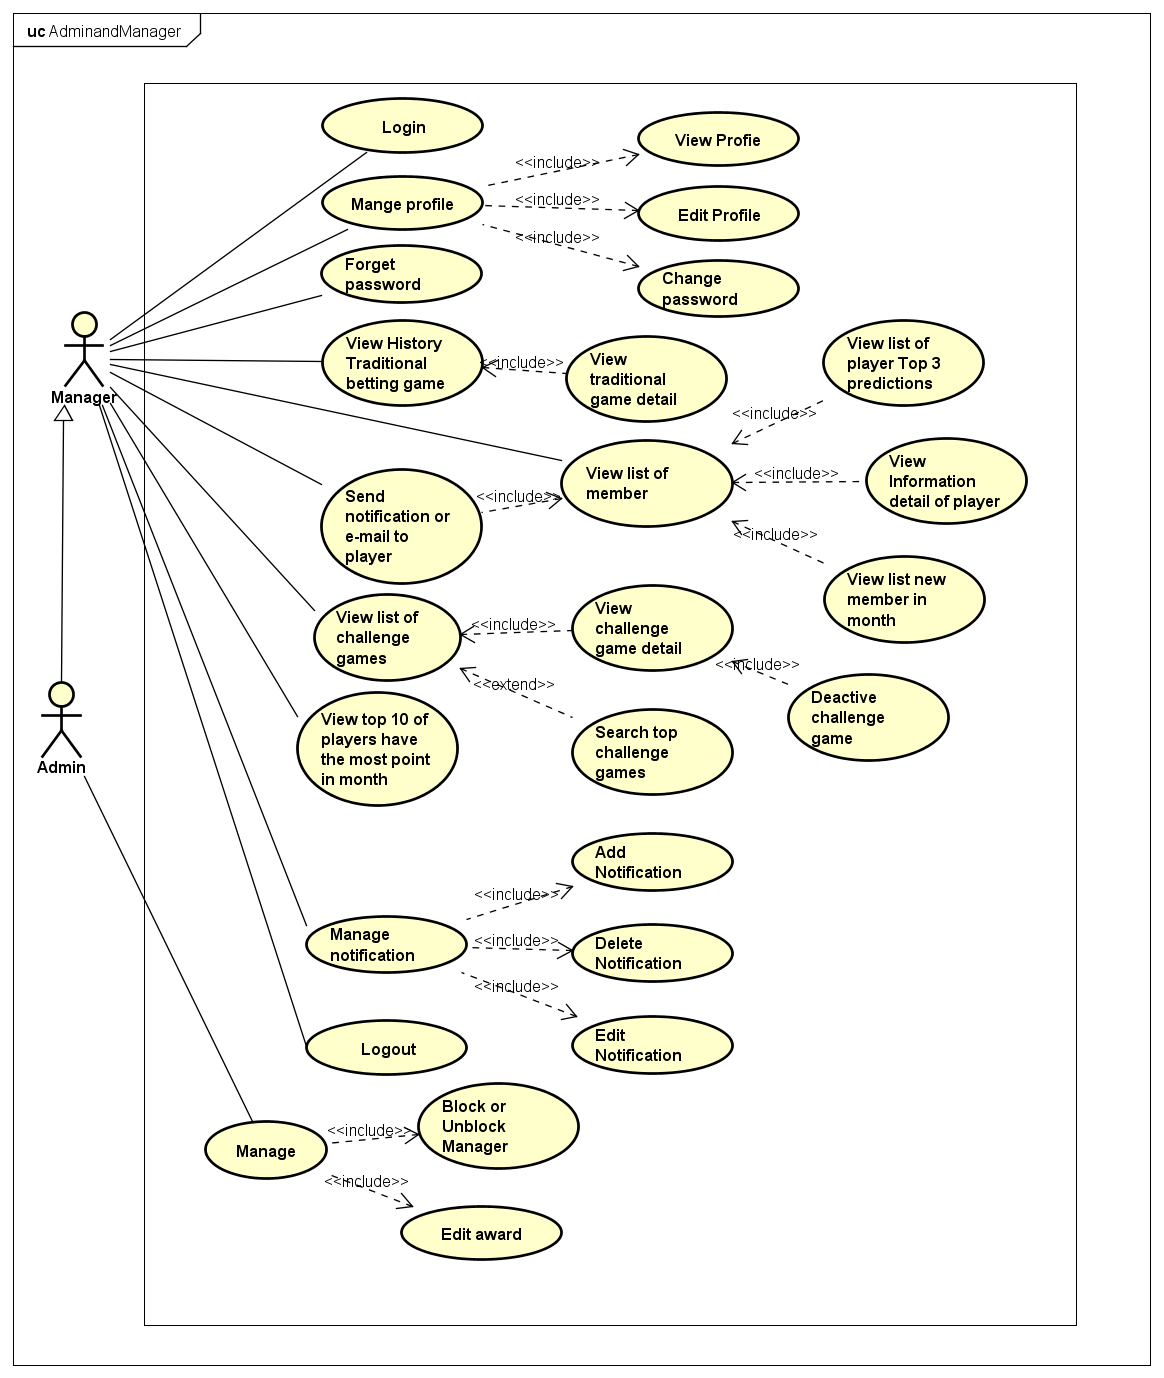 uc AdminandManager
Login
View Profie
<<include>>
Mange profile
<<include>>
Edit Profile
<<include>>
Forget
password
Change
password
View History
Traditional
betting game
<<include>>
View
traditional
game detail
View list of
player Top 3
predictions
Manager
<<include>>
View list of
member
<<include>>
View
Information
detail of player
Send
notification or
e-mail to
player
<<include>>
<<include>>
View list new
member in
month
View list of
challenge
games
<<include>>
View
challenge
game detail
<<include>>
<<extend>>
Deactive
challenge
game
View top 10 of
players have
the most point
in month
Search top
challenge
games
Admin
Add
Notification
<<include>>
Manage
notification
<<include>>
Delete
Notification
<<include>>
Edit
Notification
Logout
Block or
Unblock
Manager
<<include>>
Manage
<<include>>
Edit award